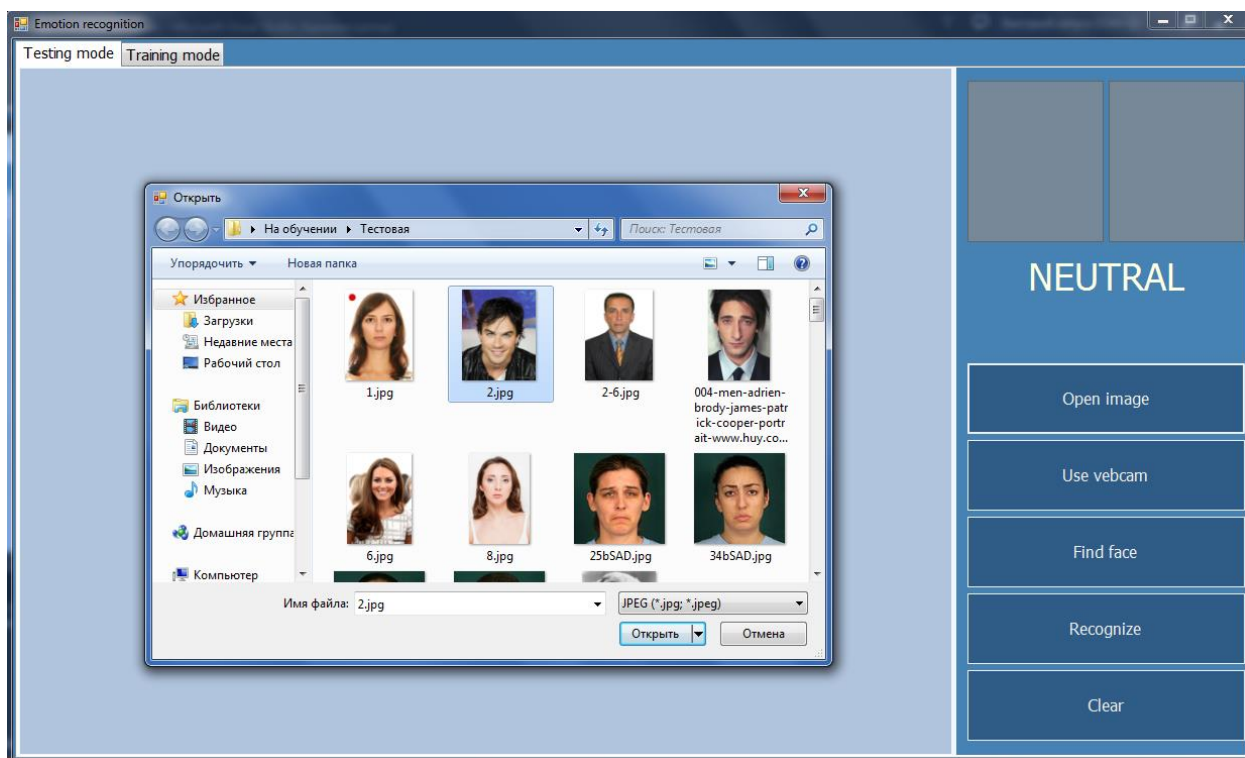 Emotion recognition
Testing mode
Training mode
Открыть
На обучении
Тестовая
Поиск: Тестовая
Упорядочить
Новая папка
Избранное
Загрузки
Недавние места
Рабочий стол
Библиотеки
Видео
Документы
Изображения
Музыка
Домашняя группа
Компьютер
1.jpg
2.jpg
2-6.jpg
004-men-adrien-
brody-james-patr
ick-cooper-portr
ait-www.huy.co...
6.jpg
8.jpg
25bSAD.jpg
34bSAD.jpg
Имя файла:
2.jpg
JPEG (*.jpg; *.jpeg)
Открыть
Отмена
NEUTRAL
Open image
Use vebcam
Find face
Recognize
Clear